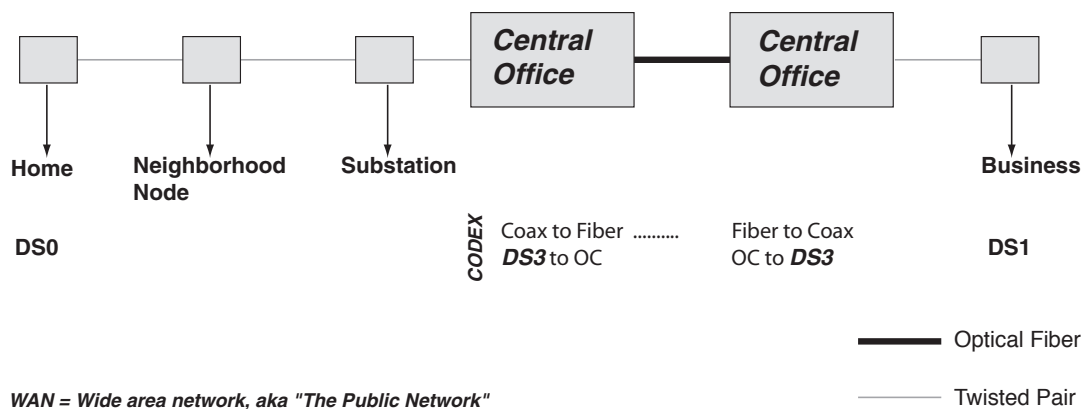 Central
Office
Central
Office
Home
Neighborhood
Node
Substation
Business
DS0
CODEX
Coax to Fiber ..........
DS3 to OC
Fiber to Coax
OC to DS3
DS1
Optical Fiber
Twisted Pair
WAN = Wide area network, aka "The Public Network"